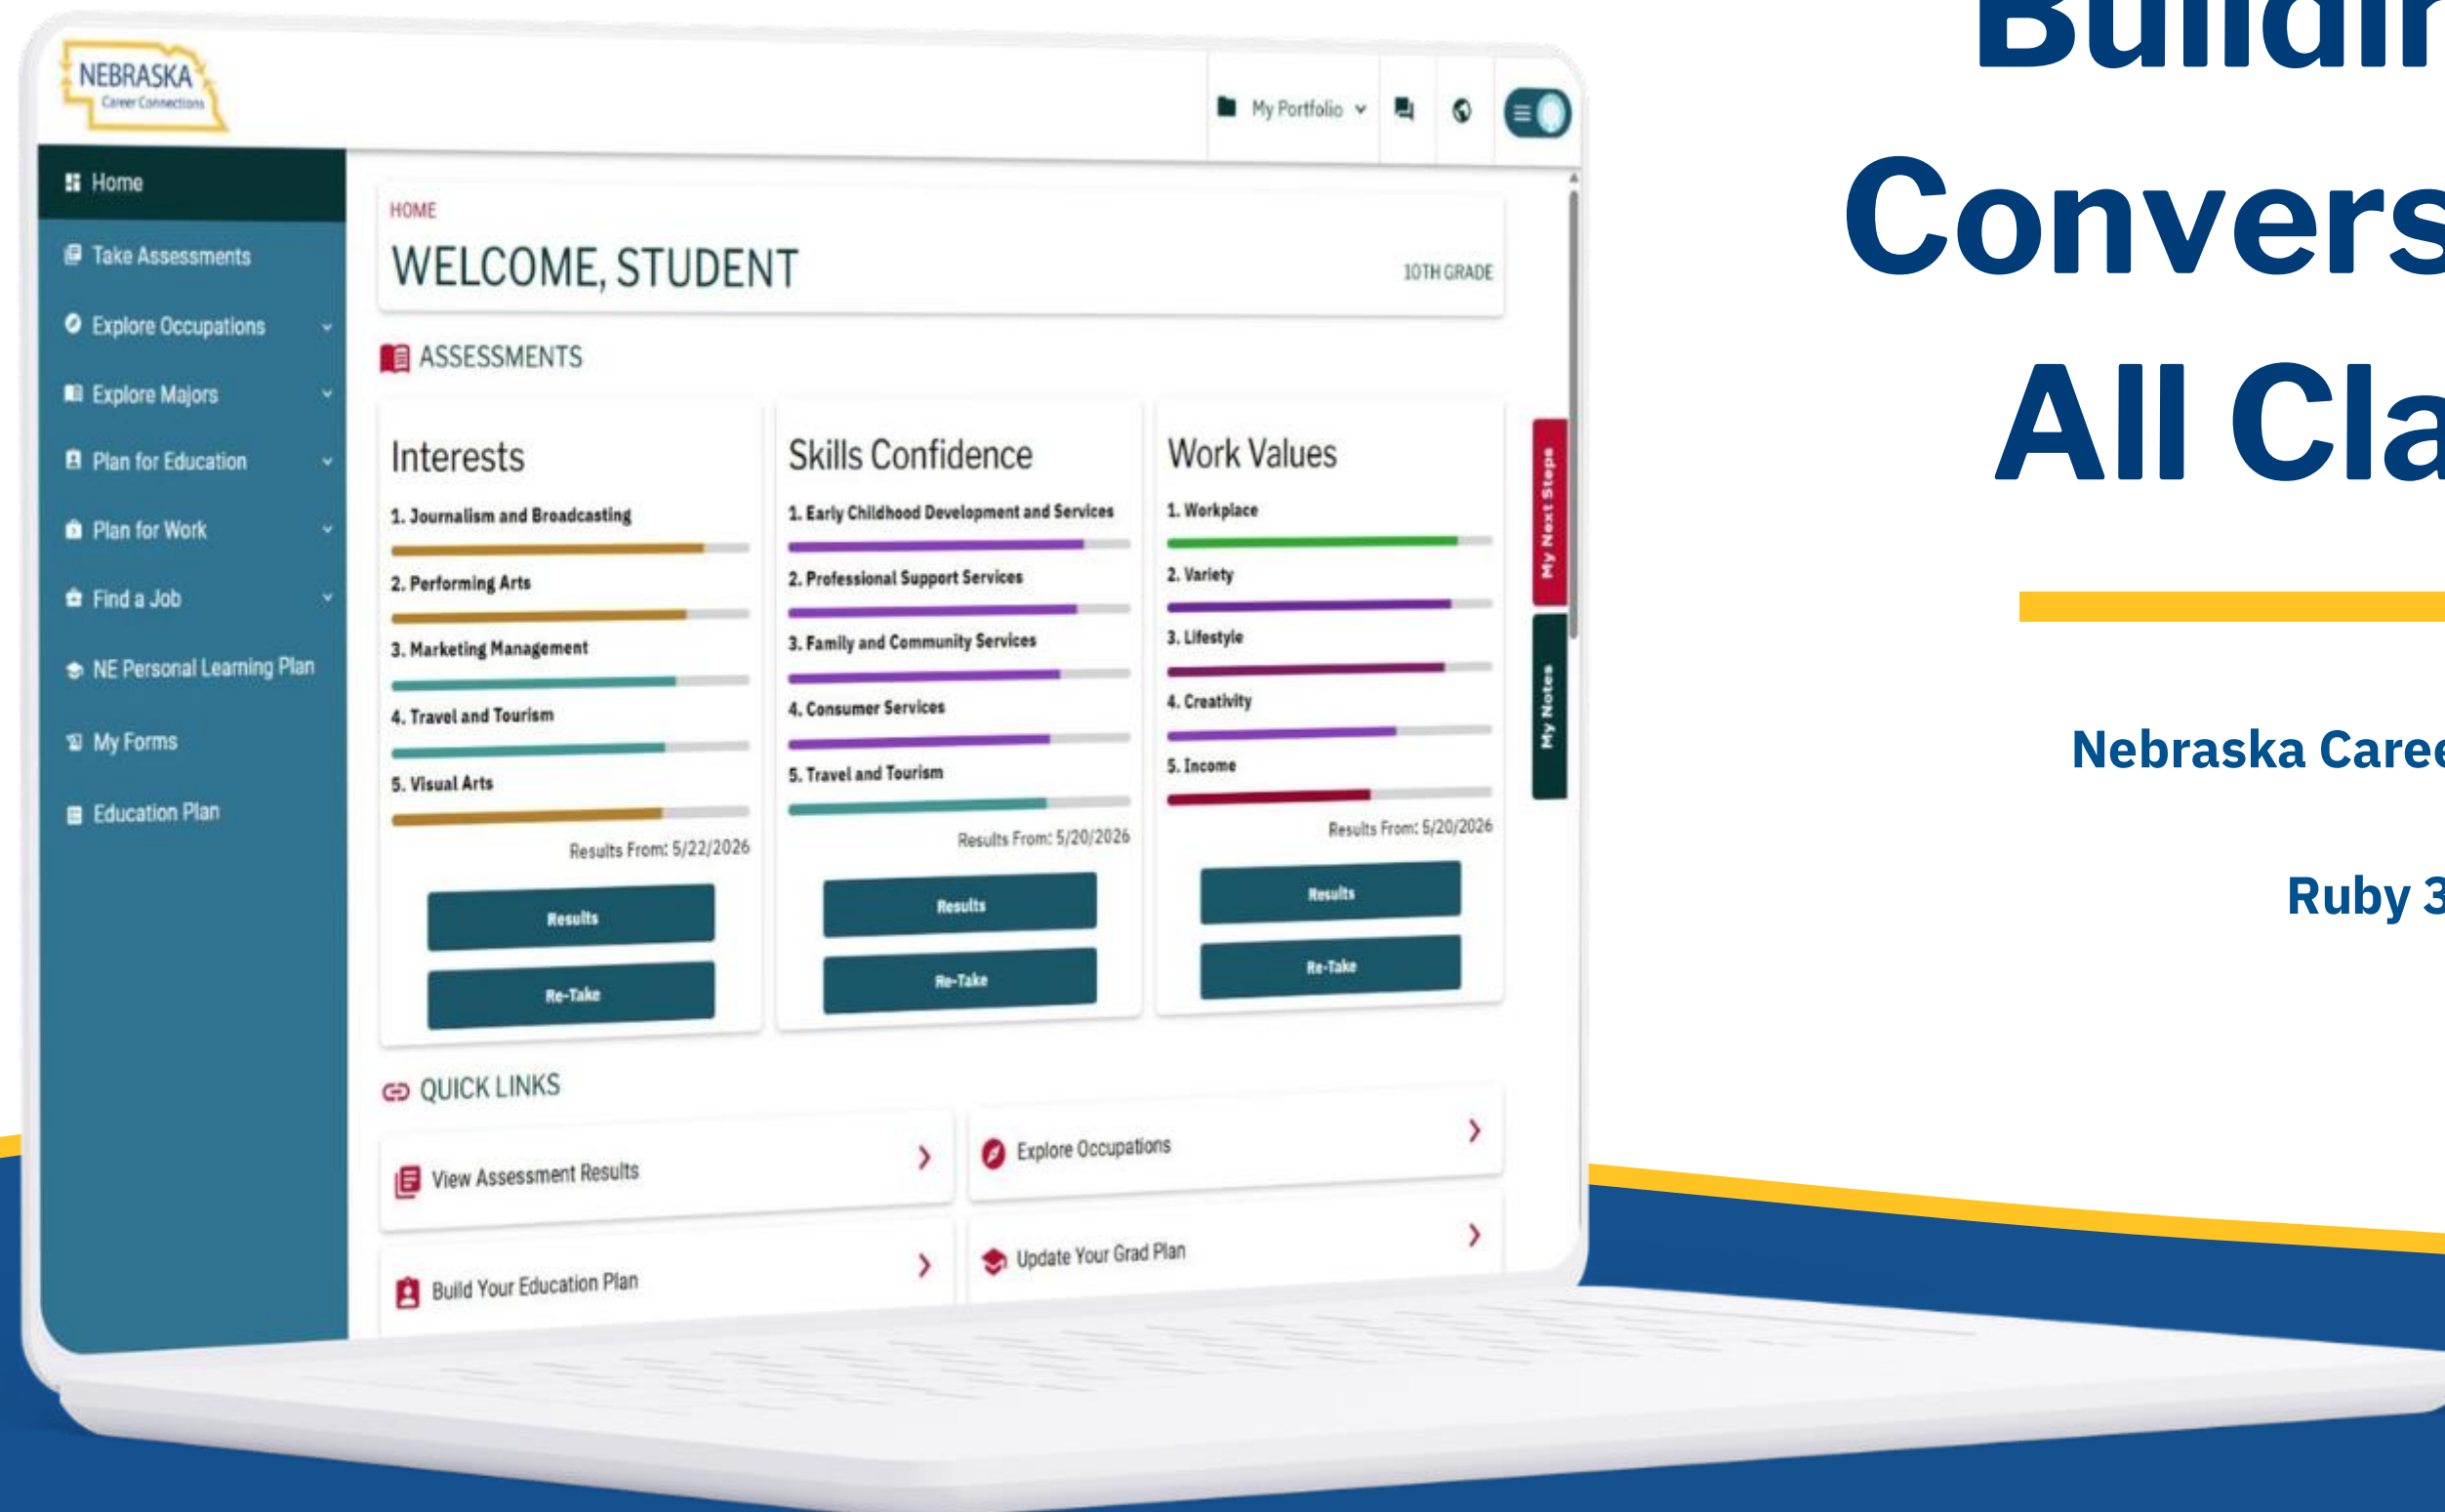 NEBRASKA
Career Connections
My Portfolio
Home
Take Assessments
Explore Occupations
Explore Majors
Plan for Education
Plan for Work
Find a Job
NE Personal Learning Plan
My Forms
Education Plan
HOME
WELCOME, STUDENT
10TH GRADE
ASSESSMENTS
Interests
1. Journalism and Broadcasting
2. Performing Arts
3. Marketing Management
4. Travel and Tourism
5. Visual Arts
Results From: 5/22/2026
Results
Re-Take
Skills Confidence
1. Early Childhood Development and Services
2. Professional Support Services
3. Family and Community Services
4. Consumer Services
5. Travel and Tourism
Results From: 5/20/2026
Results
Re-Take
Work Values
1. Workplace
2. Variety
3. Lifestyle
4. Creativity
5. Income
Results From: 5/20/2026
Results
Re-Take
My Next Steps
My Notes
QUICK LINKS
View Assessment Results
Explore Occupations
Build Your Education Plan
Update Your Grad Plan
Convers
All Cla
Nebraska Caree
Ruby 3